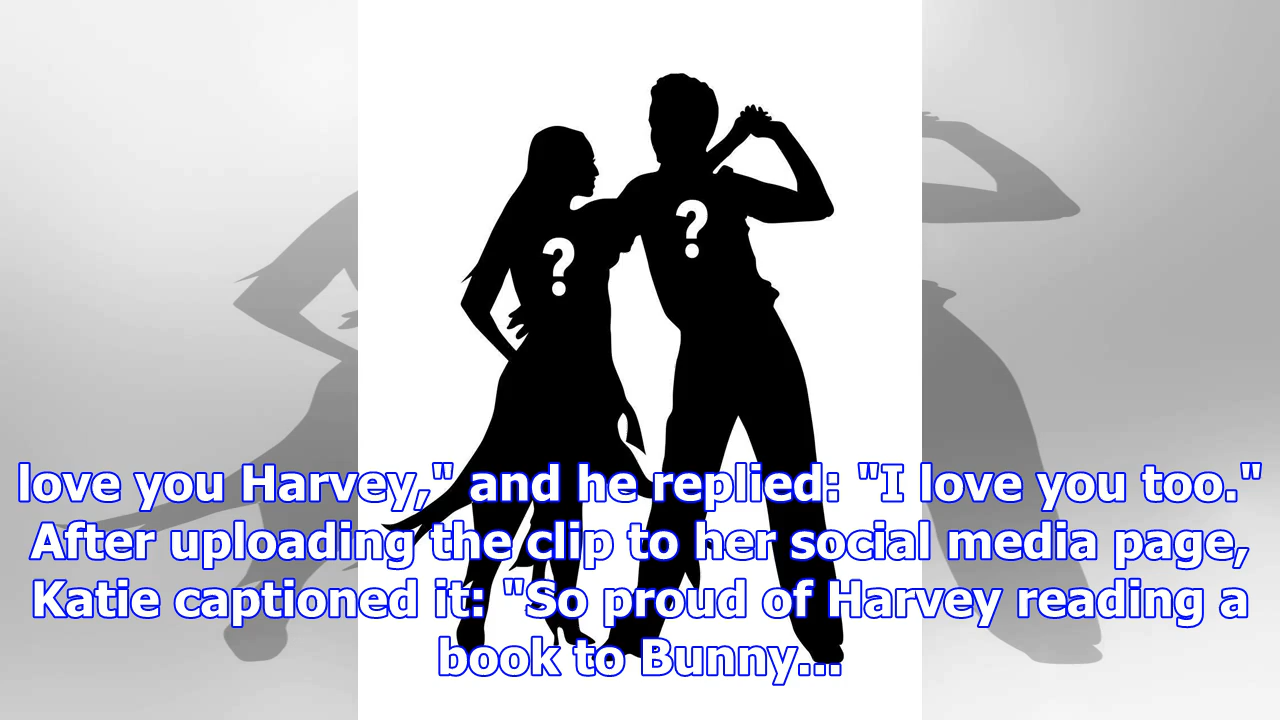 ?
?
love you Harvey," and he replied: "I love you too."
After uploading the clip to her social media page,
Katie captioned it: "So proud of Harvey reading a
book to Bunny...